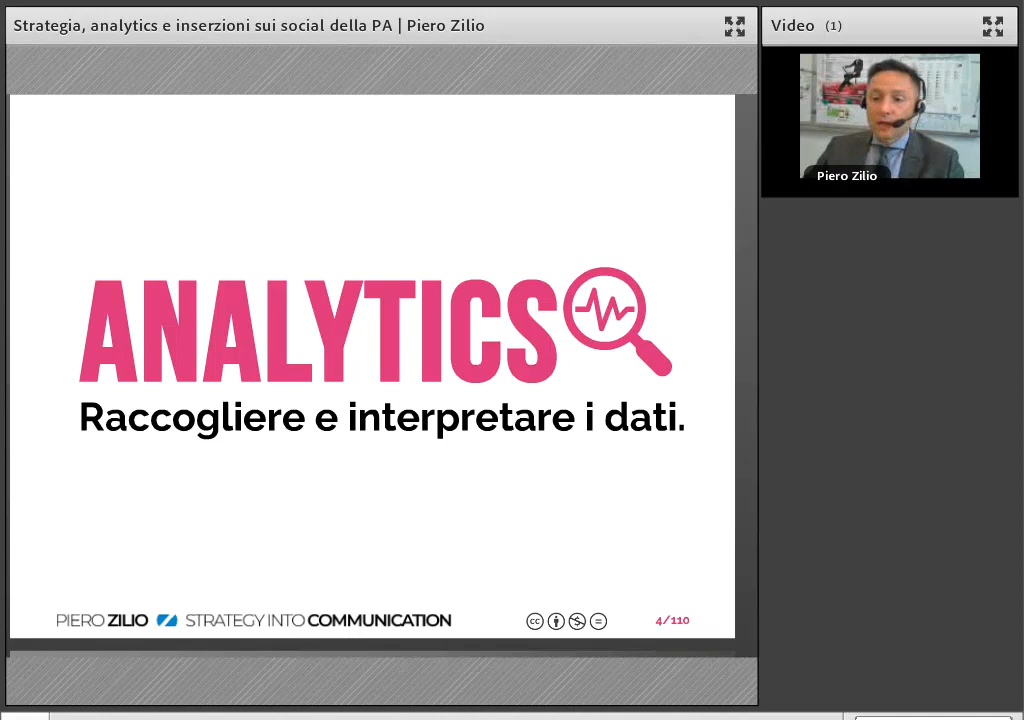 Strategia, analytics e inserzioni sui social della PA | Piero Zilio
Video (1)
Piero Zilio
ANALYTICS
Raccogliere e interpretare i dati.
PIERO ZILIO STRATEGY INTO COMMUNICATION
cc $ =
4/110